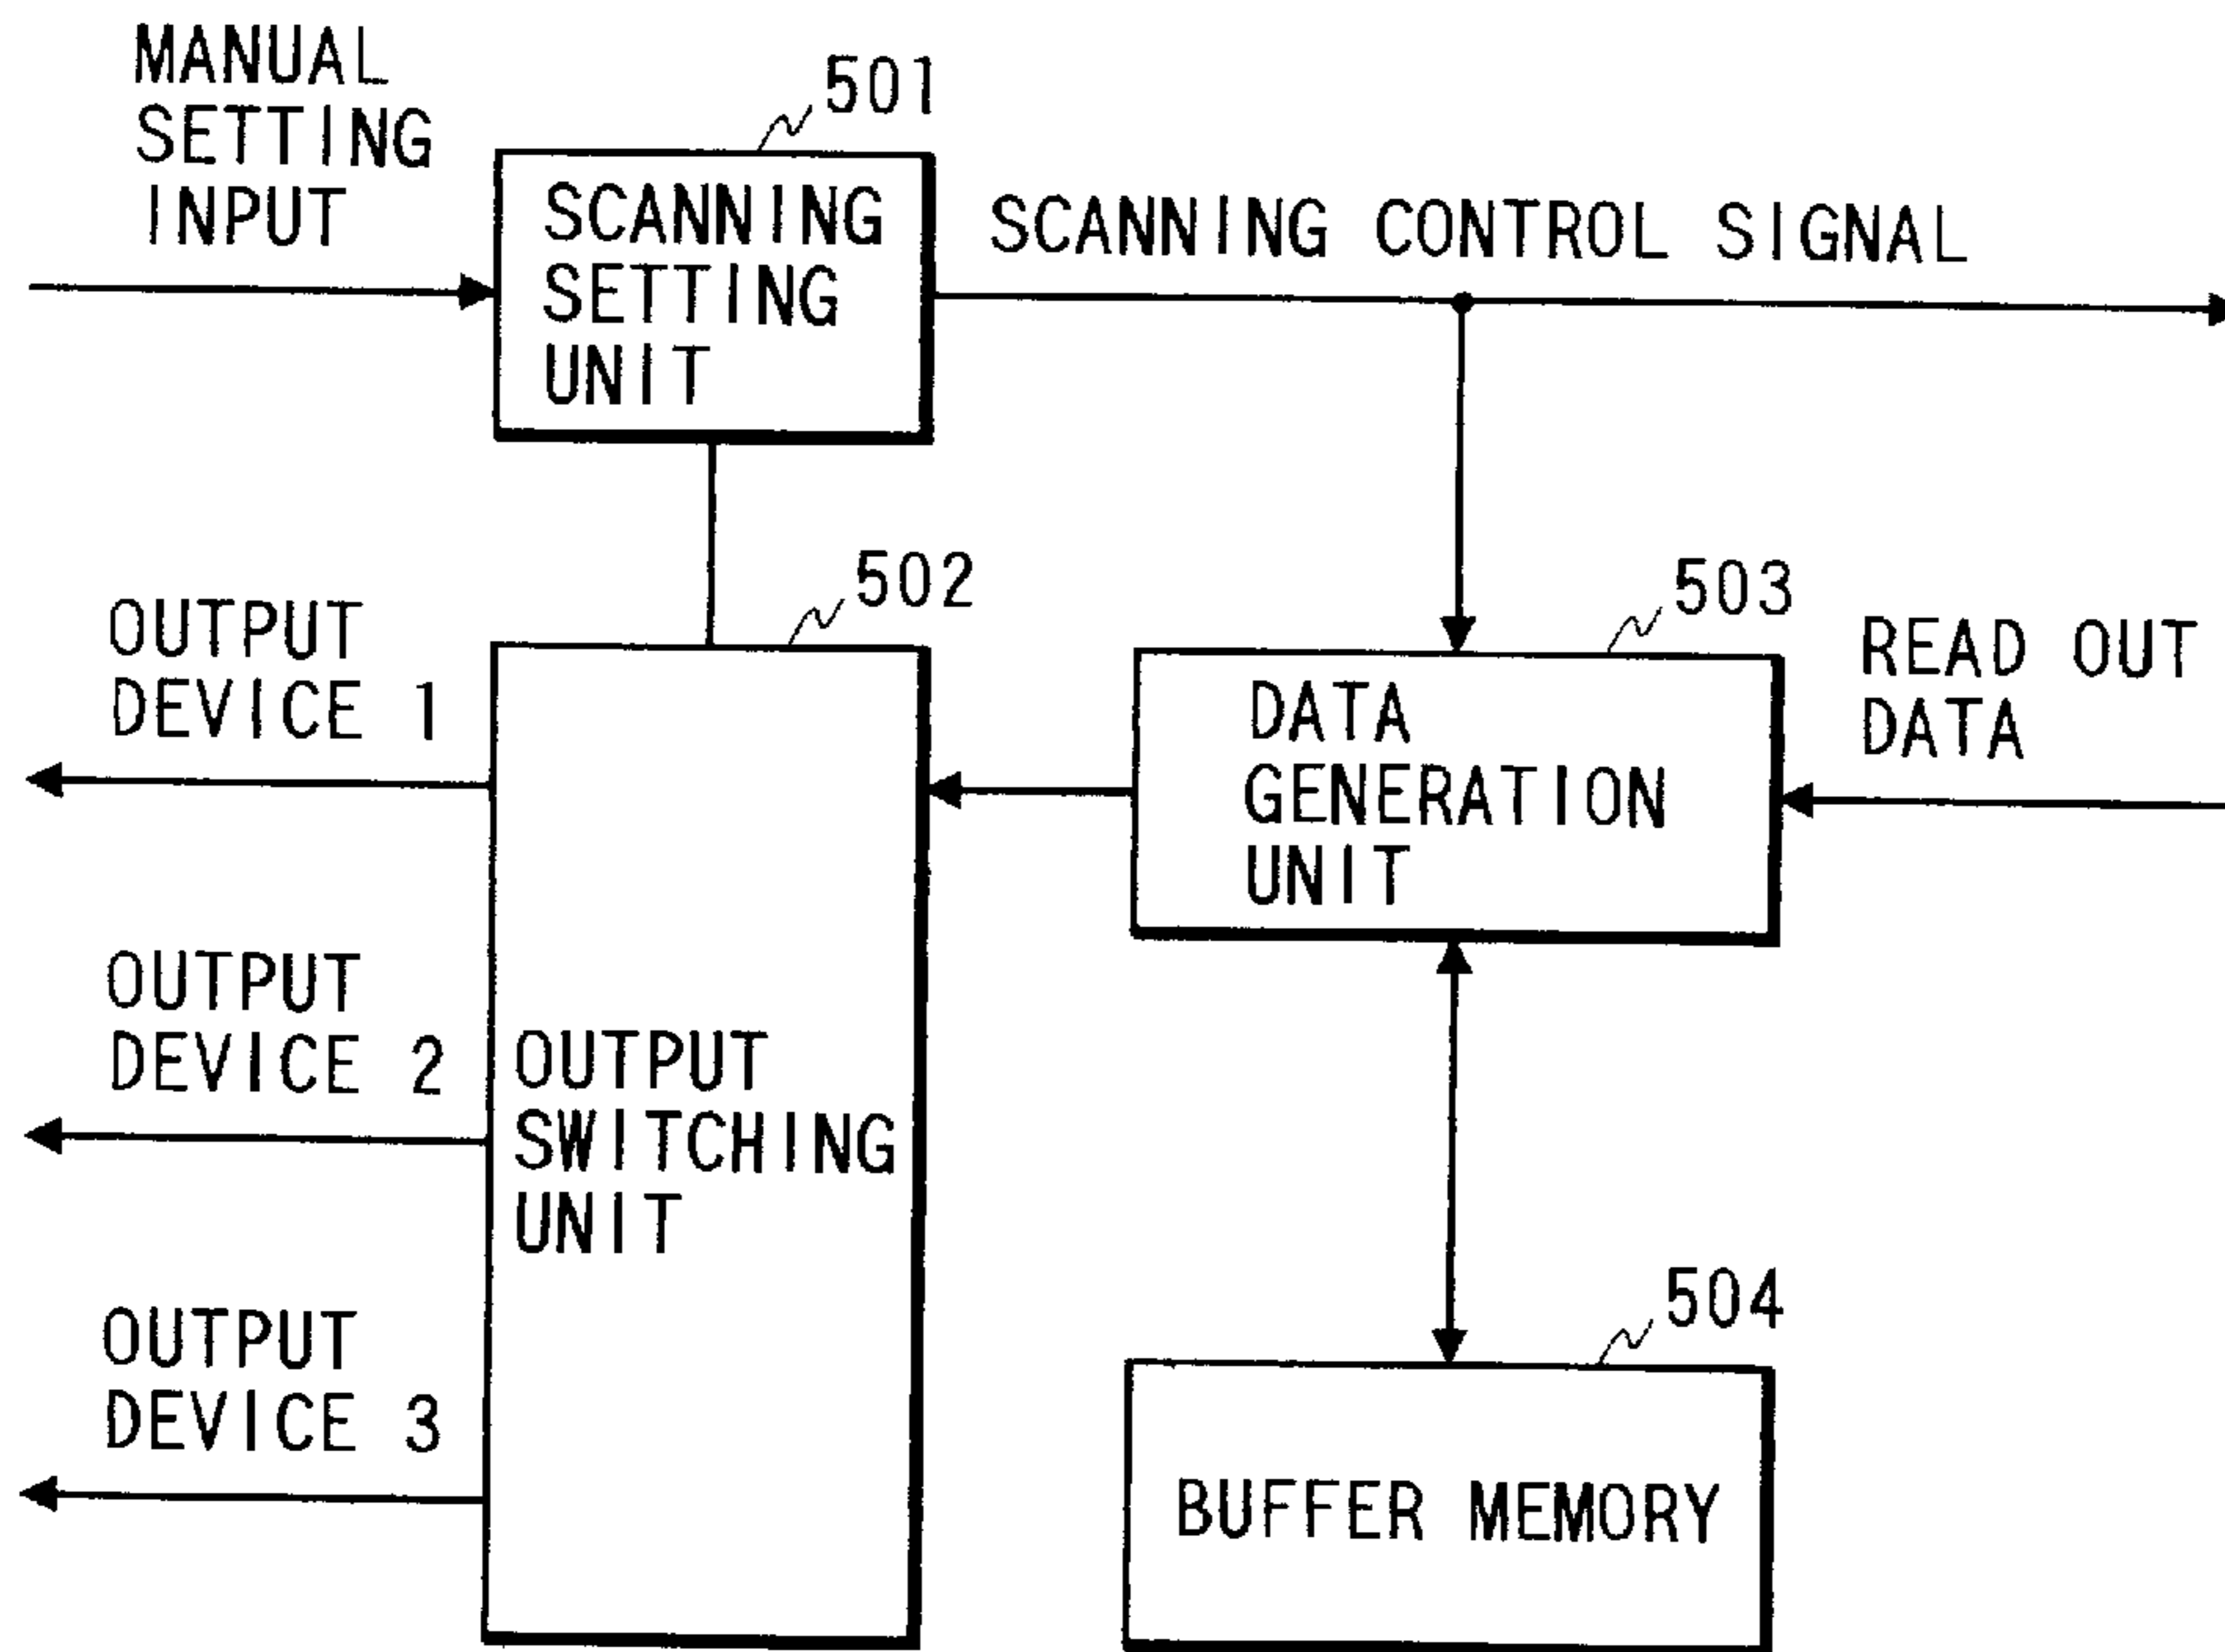 MANUAL
SETTING
INPUT
501
SCANNING
SETTING
UNIT
SCANNING CONTROL SIGNAL
502
503
OUTPUT
DEVICE 1
DATA
GENERATION
UNIT
READ OUT
DATA
OUTPUT
DEVICE 2
OUTPUT
SWITCHING
UNIT
504
OUTPUT
DEVICE 3
BUFFER MEMORY